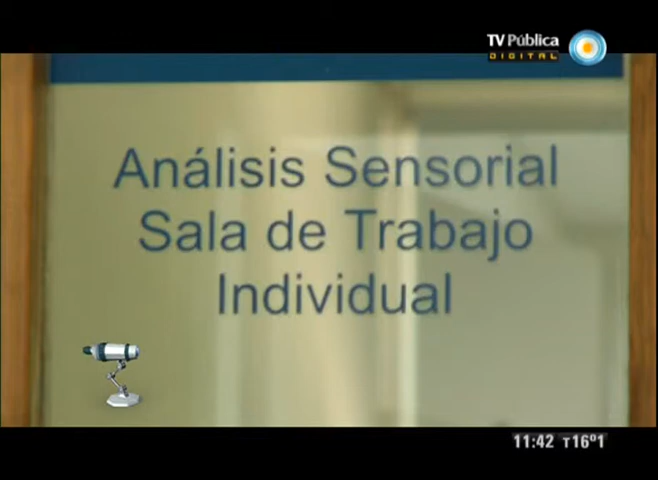 TV Pública
DIGITAL
Análisis Sensorial
Sala de Trabajo
Individual
11:42 T16º1